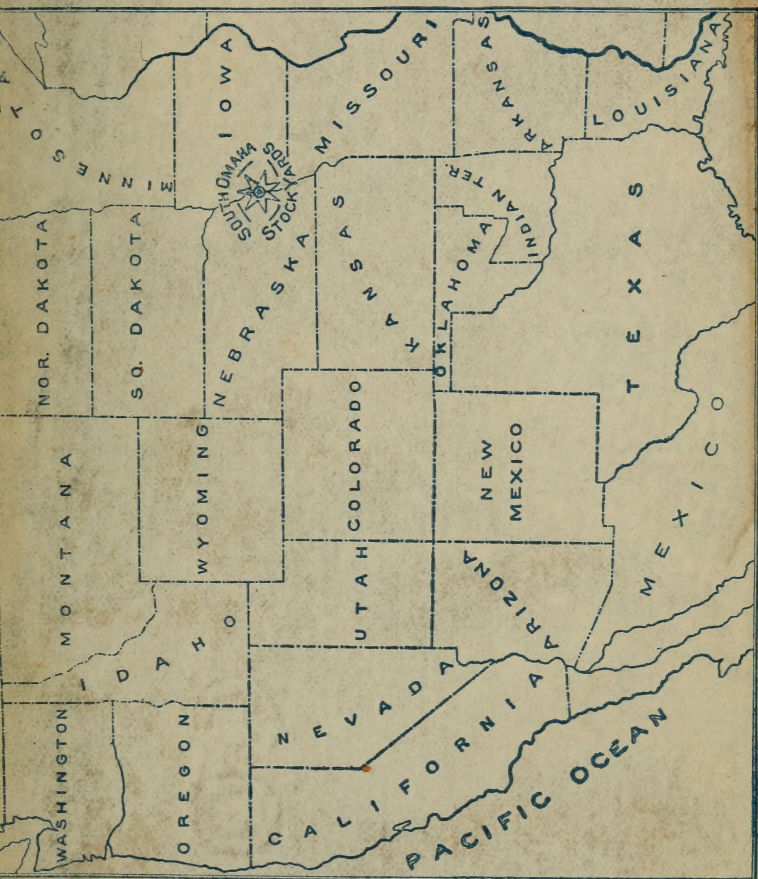 WASHINGTON
MONTANA
NOR. DAKOTA
MINNESOTA
OREGON
IDAHO
WYOMING
SO. DAKOTA
NEBRASKA
SOUTH OMAHA
STOCK YARDS
IOWA
CALIFORNIA
NEVADA
UTAH
COLORADO
KANSAS
MISSOURI
ARIZONA
NEW
MEXICO
OKLAHOMA
INDIAN TER.
ARKANSAS
TEXAS
LOUISIANA
PACIFIC OCEAN
MEXICO